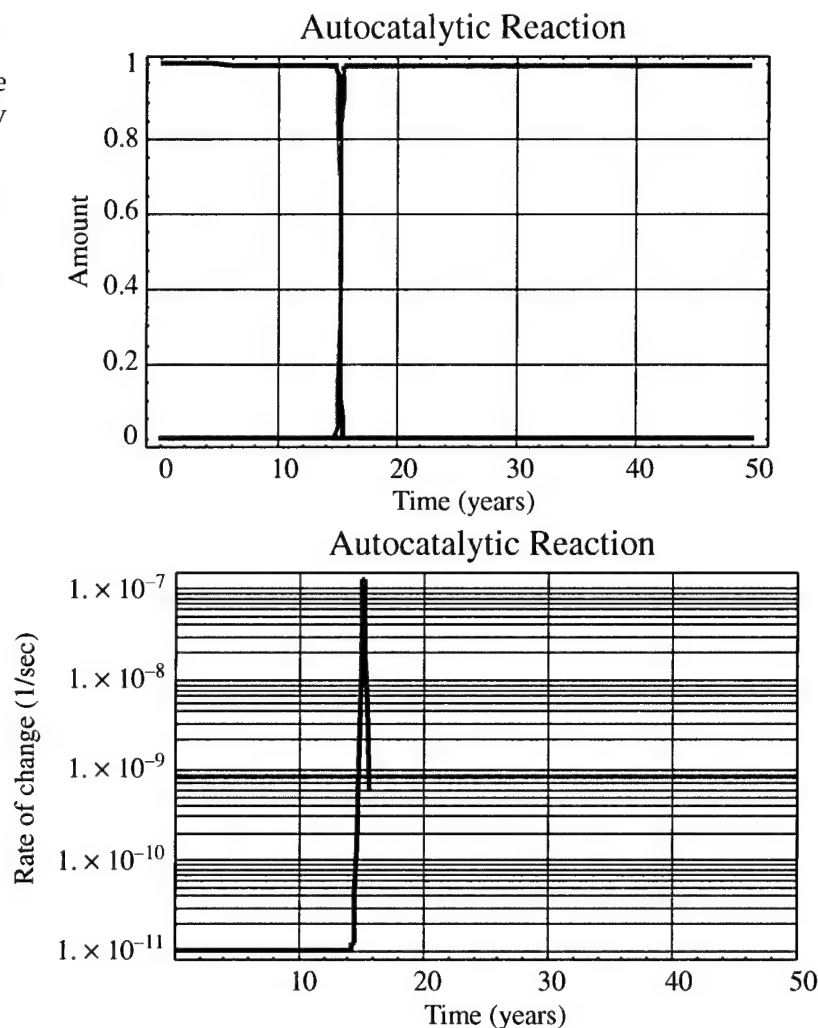 Autocatalytic Reaction
1
0.8
0.6
0.4
0.2
0
Amount
0 10 20 30 40 50
Time (years)
Autocatalytic Reaction
1. × 10⁻⁷
1. × 10⁻⁸
1. × 10⁻⁹
1. × 10⁻¹⁰
1. × 10⁻¹¹
Rate of change (1/sec)
10 20 30 40 50
Time (years)